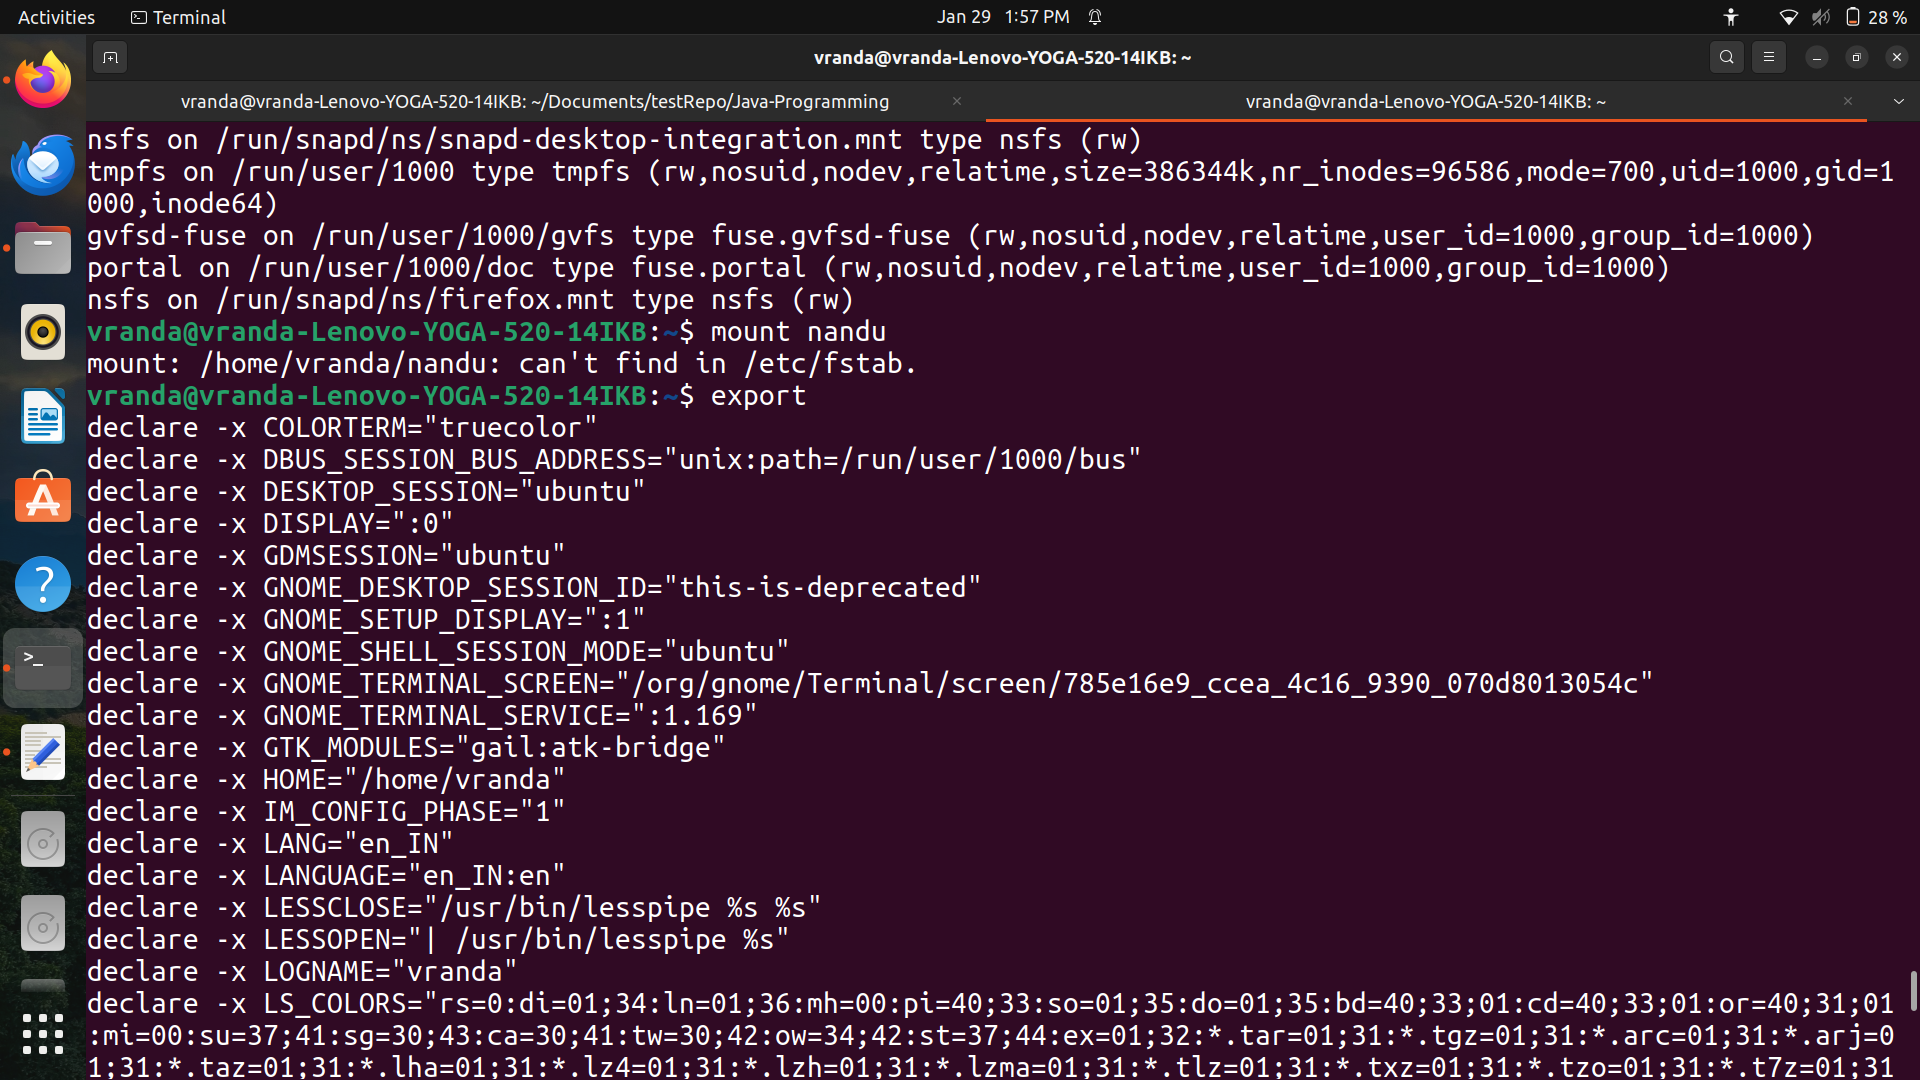 Activities
Terminal
Jan 29 1:57 PM
28 %
vranda@vranda-Lenovo-YOGA-520-14IKB: ~
vranda@vranda-Lenovo-YOGA-520-14IKB: ~/Documents/testRepo/Java-Programming
vranda@vranda-Lenovo-YOGA-520-14IKB: ~
nsfs on /run/snapd/ns/snapd-desktop-integration.mnt type nsfs (rw)
tmpfs on /run/user/1000 type tmpfs (rw,nosuid,nodev,relatime,size=386344k,nr_inodes=96586,mode=700,uid=1000,gid=1
000,inode64)
gvfsd-fuse on /run/user/1000/gvfs type fuse.gvfsd-fuse (rw,nosuid,nodev,relatime,user_id=1000,group_id=1000)
portal on /run/user/1000/doc type fuse.portal (rw,nosuid,nodev,relatime,user_id=1000,group_id=1000)
nsfs on /run/snapd/ns/firefox.mnt type nsfs (rw)
vranda@vranda-Lenovo-YOGA-520-14IKB:~$ mount nandu
mount: /home/vranda/nandu: can't find in /etc/fstab.
vranda@vranda-Lenovo-YOGA-520-14IKB:~$ export
declare -x COLORTERM="truecolor"
declare -x DBUS_SESSION_BUS_ADDRESS="unix:path=/run/user/1000/bus"
declare -x DESKTOP_SESSION="ubuntu"
declare -x DISPLAY=":0"
declare -x GDMSESSION="ubuntu"
declare -x GNOME_DESKTOP_SESSION_ID="this-is-deprecated"
declare -x GNOME_SETUP_DISPLAY=":1"
declare -x GNOME_SHELL_SESSION_MODE="ubuntu"
declare -x GNOME_TERMINAL_SCREEN="/org/gnome/Terminal/screen/785e16e9_ccea_4c16_9390_070d8013054c"
declare -x GNOME_TERMINAL_SERVICE=":1.169"
declare -x GTK_MODULES="gail:atk-bridge"
declare -x HOME="/home/vranda"
declare -x IM_CONFIG_PHASE="1"
declare -x LANG="en_IN"
declare -x LANGUAGE="en_IN:en"
declare -x LESSCLOSE="/usr/bin/lesspipe %s %s"
declare -x LESSOPEN="| /usr/bin/lesspipe %s"
declare -x LOGNAME="vranda"
declare -x LS_COLORS="rs=0:di=01;34:ln=01;36:mh=00:pi=40;33:so=01;35:do=01;35:bd=40;33;01:cd=40;33;01:or=40;31;01
:mi=00:su=37;41:sg=30;43:ca=30;41:tw=30;42:ow=34;42:st=37;44:ex=01;32:*.tar=01;31:*.tgz=01;31:*.arc=01;31:*.arj=0
1;31:*.taz=01;31:*.lha=01;31:*.lz4=01;31:*.lzh=01;31:*.lzma=01;31:*.tlz=01;31:*.txz=01;31:*.tzo=01;31:*.t7z=01;31